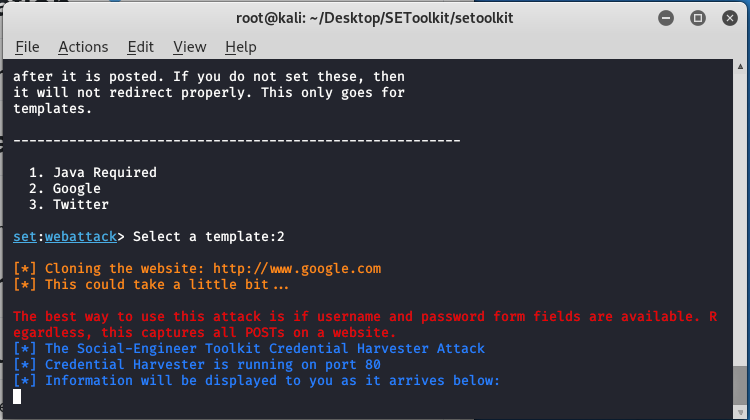 root@kali: ~/Desktop/SEToolkit/setoolkit
File Actions Edit View Help
after it is posted. If you do not set these, then
it will not redirect properly. This only goes for
templates.
--------------------------------------------------------
1. Java Required
2. Google
3. Twitter
set:webattack> Select a template:2
[*] Cloning the website: http://www.google.com
[*] This could take a little bit...
The best way to use this attack is if username and password form fields are available. R
egardless, this captures all POSTs on a website.
[*] The Social-Engineer Toolkit Credential Harvester Attack
[*] Credential Harvester is running on port 80
[*] Information will be displayed to you as it arrives below: